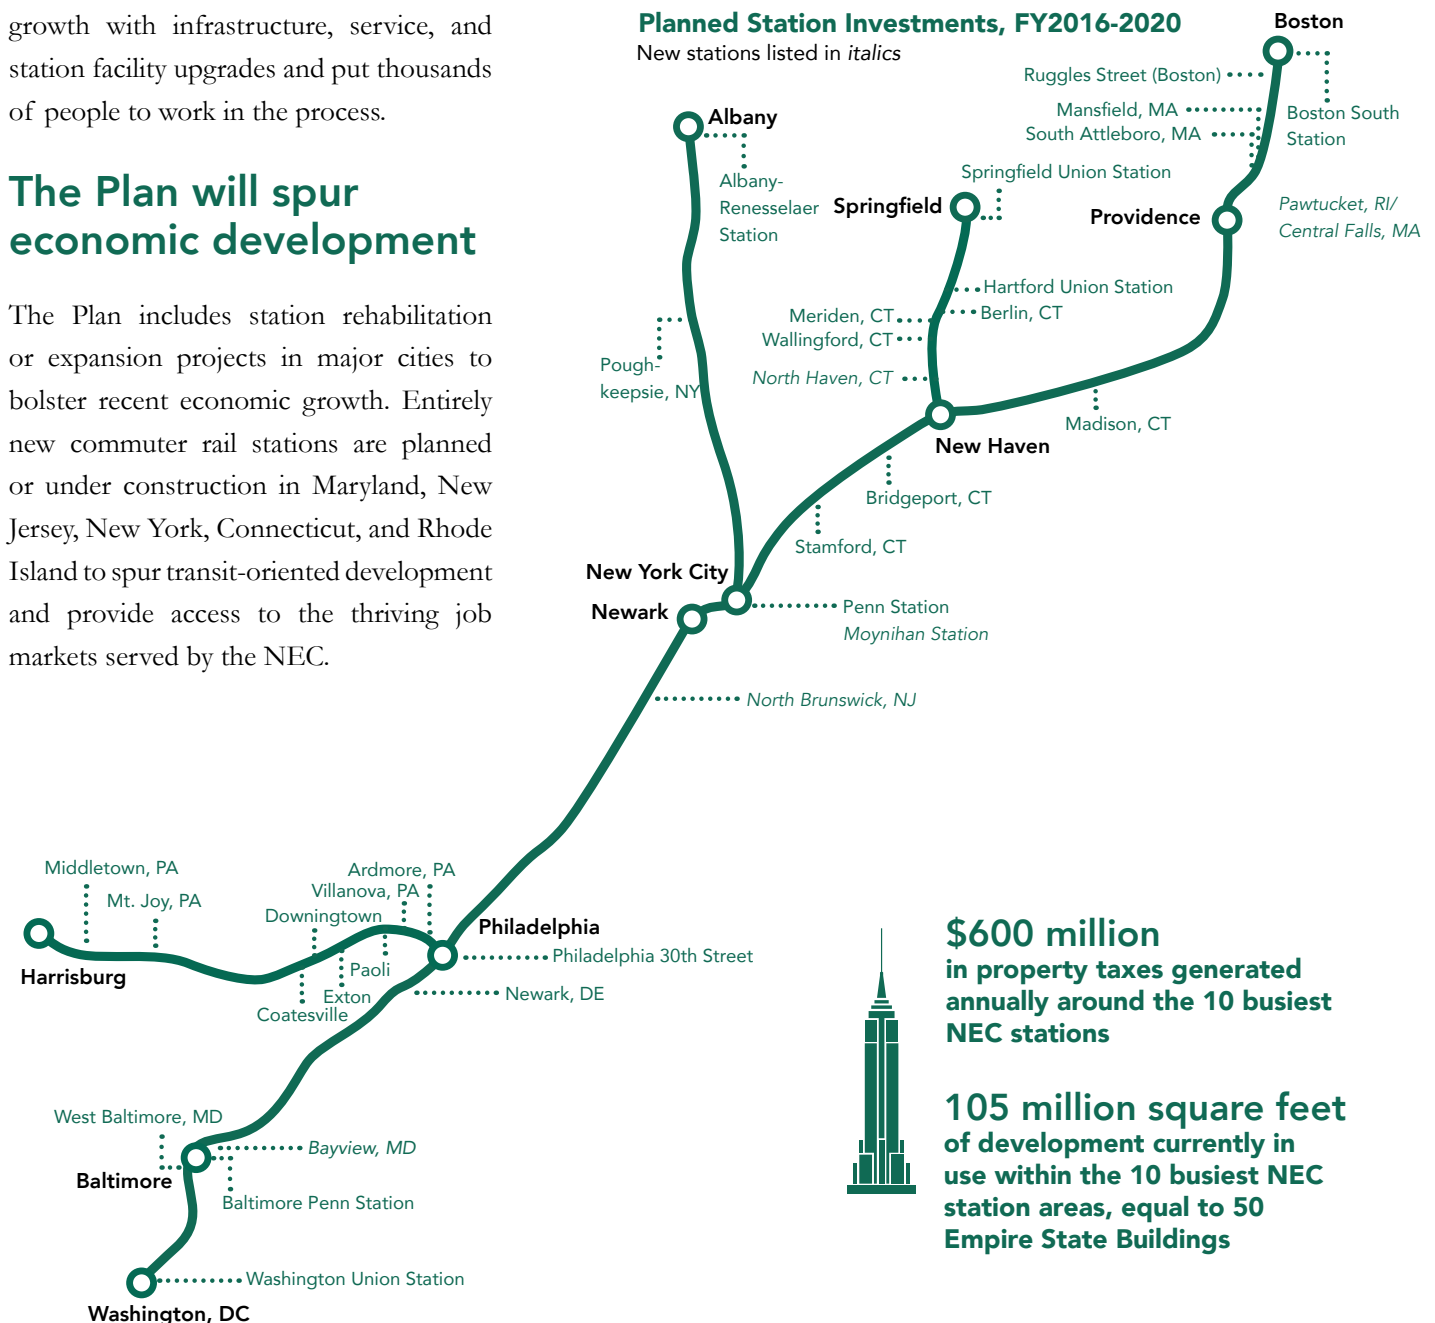 growth with infrastructure, service, and
station facility upgrades and put thousands
of people to work in the process.
The Plan will spur
economic development
The Plan includes station rehabilitation
or expansion projects in major cities to
bolster recent economic growth. Entirely
new commuter rail stations are planned
or under construction in Maryland, New
Jersey, New York, Connecticut, and Rhode
Island to spur transit-oriented development
and provide access to the thriving job
markets served by the NEC.
Planned Station Investments, FY2016-2020
New stations listed in italics
Boston
Ruggles Street (Boston)
Mansfield, MA
South Attleboro, MA
Boston South
Station
Albany
Albany-
Renesselaer
Station
Springfield Union Station
Springfield
Providence
Pawtucket, RI/
Central Falls, MA
Hartford Union Station
Berlin, CT
Meriden, CT
Wallingford, CT
North Haven, CT
Pough-
keepsie, NY
Madison, CT
New Haven
Bridgeport, CT
Stamford, CT
New York City
Newark
Penn Station
Moynihan Station
North Brunswick, NJ
Middletown, PA
Mt. Joy, PA
Ardmore, PA
Villanova, PA
Downingtown
Philadelphia
Philadelphia 30th Street
Harrisburg
Paoli
Exton
Coatesville
Newark, DE
West Baltimore, MD
Bayview, MD
Baltimore
Baltimore Penn Station
Washington Union Station
Washington, DC
$600 million
in property taxes generated
annually around the 10 busiest
NEC stations
105 million square feet
of development currently in
use within the 10 busiest NEC
station areas, equal to 50
Empire State Buildings